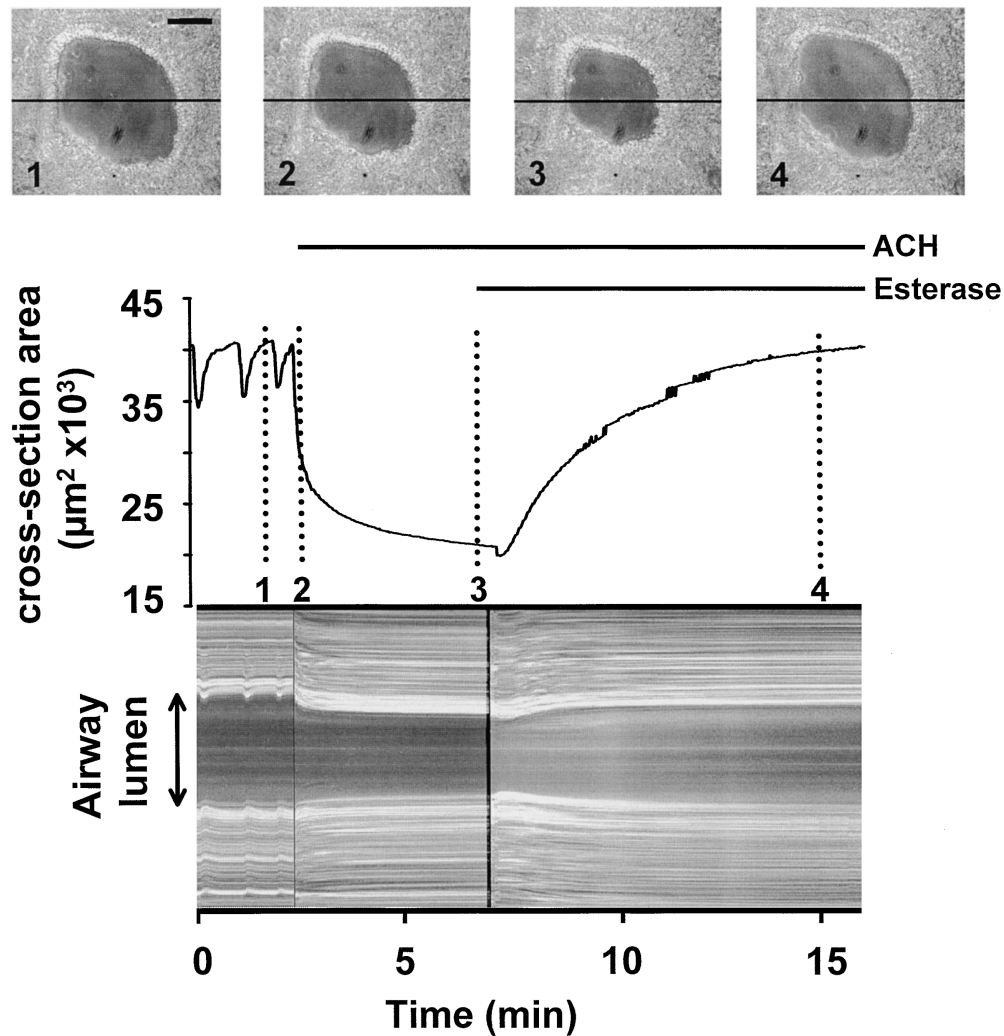 1
2
3
4
ACH
Esterase
cross-section area
(µm² x10³)
45
35
25
15
1
2
3
4
Airway
lumen
0
5
10
15
Time (min)